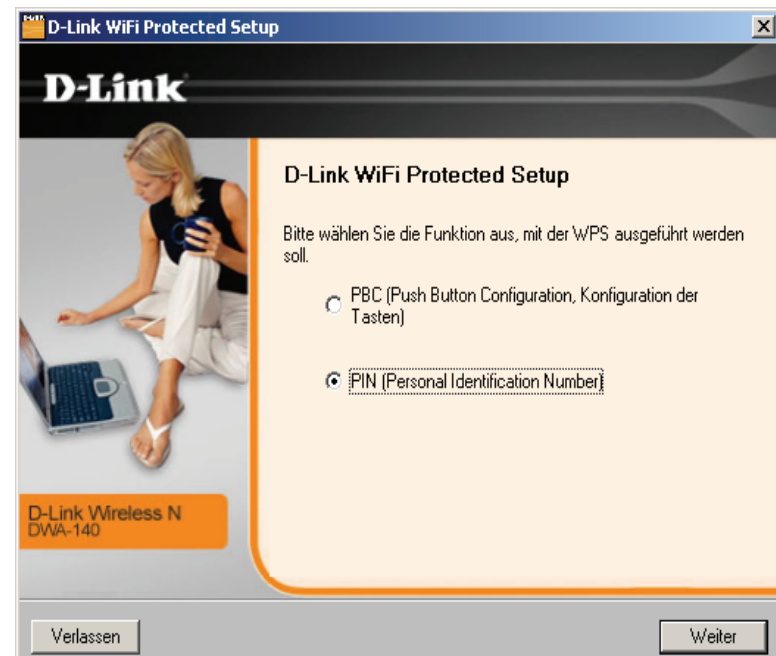 D-Link WiFi Protected Setup
D-Link
D-Link WiFi Protected Setup
Bitte wählen Sie die Funktion aus, mit der WPS ausgeführt werden
soll.
PBC (Push Button Configuration, Konfiguration der
Tasten)
PIN (Personal Identification Number)
D-Link Wireless N
DWA-140
Verlassen
Weiter